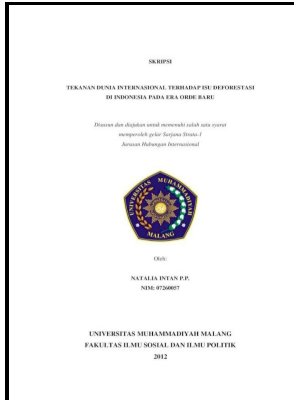 SKRIPSI
TEKANAN DUNIA INTERNASIONAL TERHADAP ISU DEFORESTASI
DI INDONESIA PADA ERA ORDE BARU
Disusun dan diajukan untuk memenuhi salah satu syarat
memperoleh gelar Sarjana Strata-1
Jurusan Hubungan Internasional
UNIVERSITAS MUHAMMADIYAH
MALANG
Oleh:
NATALIA INTAN P.P.
NIM: 07260057
UNIVERSITAS MUHAMMADIYAH MALANG
FAKULTAS ILMU SOSIAL DAN ILMU POLITIK
2012